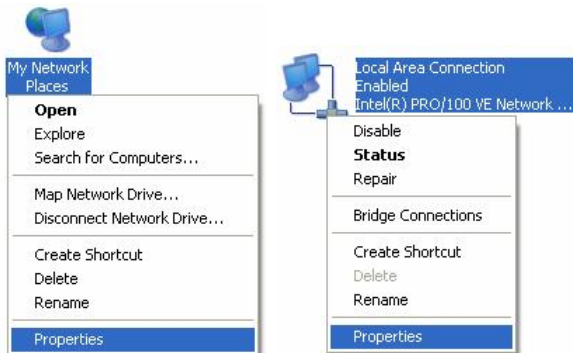 My Network
Places
Open
Explore
Search for Computers...
Map Network Drive...
Disconnect Network Drive...
Create Shortcut
Delete
Rename
Properties
Local Area Connection
Enabled
Intel(R) PRO/100 VE Network ...
Disable
Status
Repair
Bridge Connections
Create Shortcut
Delete
Rename
Properties